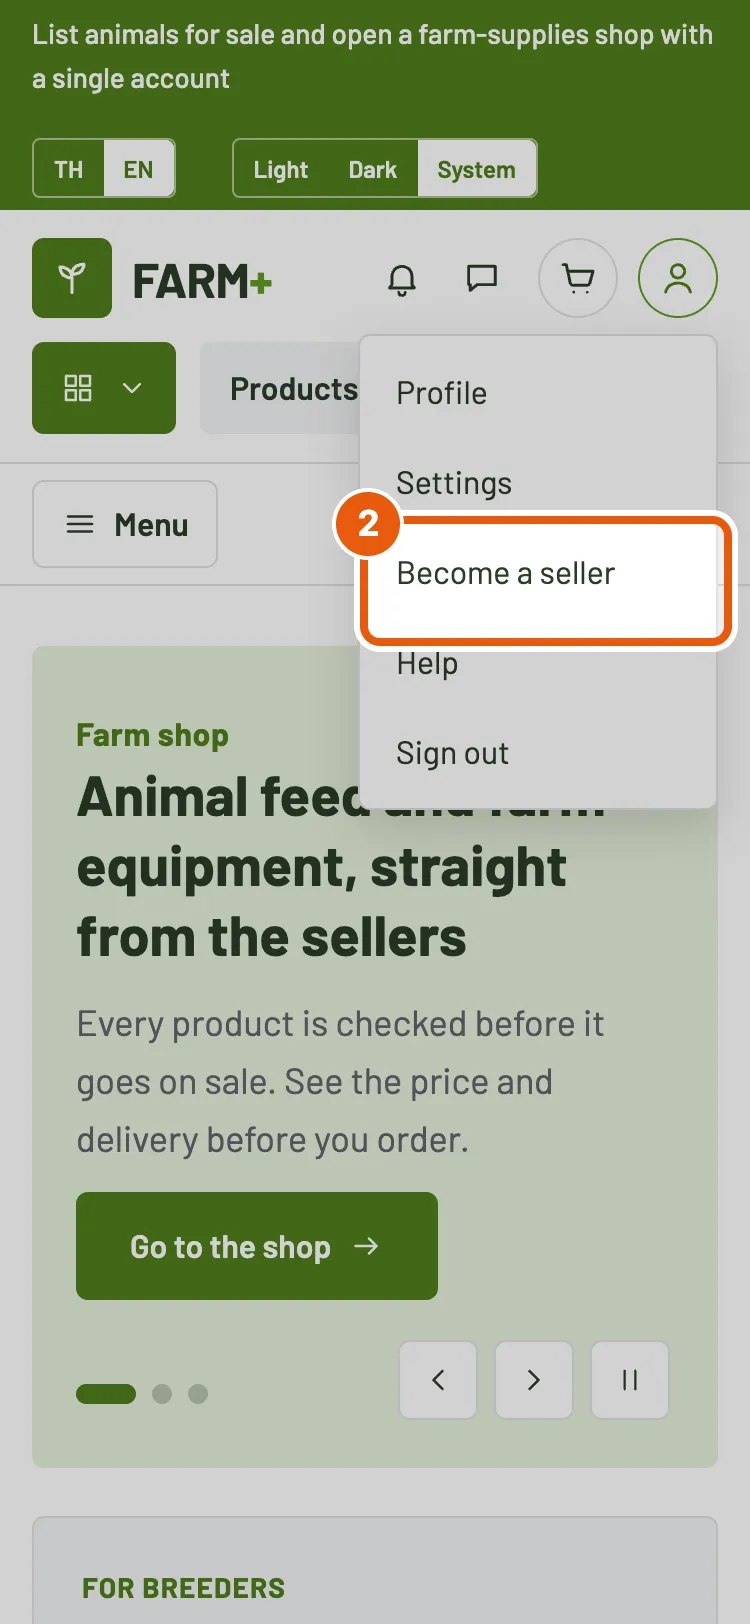 List animals for sale and open a farm-supplies shop with
a single account
TH EN Light Dark System
FARM+
Products
Profile
Settings
2
Menu
Become a seller
Help
Sign out
Farm shop
Animal feed and farm
equipment, straight
from the sellers
Every product is checked before it
goes on sale. See the price and
delivery before you order.
Go to the shop
FOR BREEDERS